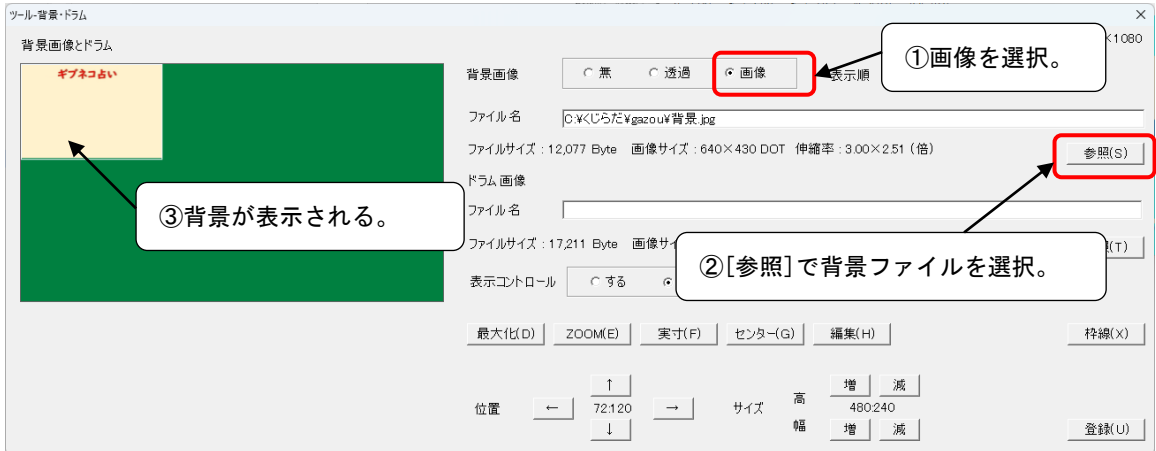 ツール-背景・ドラム
×
背景画像とドラム
×1080
ギブネコ占い
背景画像 無 透過 画像 表示順
①画像を選択。
ファイル名 C:¥くじらだ¥gazou¥背景.jpg
ファイルサイズ : 12,077 Byte 画像サイズ : 640×430 DOT 伸縮率 : 3.00×2.51 (倍)
参照(S)
ドラム画像
③背景が表示される。
ファイル名
ファイルサイズ : 17,211 Byte 画像サ
(T)
②[参照]で背景ファイルを選択。
表示コントロール する
最大化(D) ZOOM(E) 実寸(F) センター(G) 編集(H) 枠線(X)
↑
位置 ← 72:120 → サイズ
↓
高 増 減
480:240
幅 増 減
登録(U)